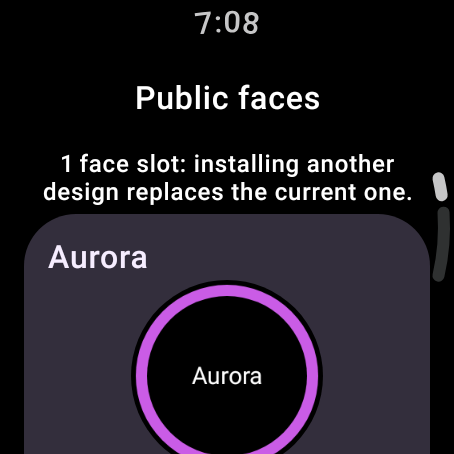 7:08
Public faces
1 face slot: installing another
design replaces the current one.
Aurora
Aurora